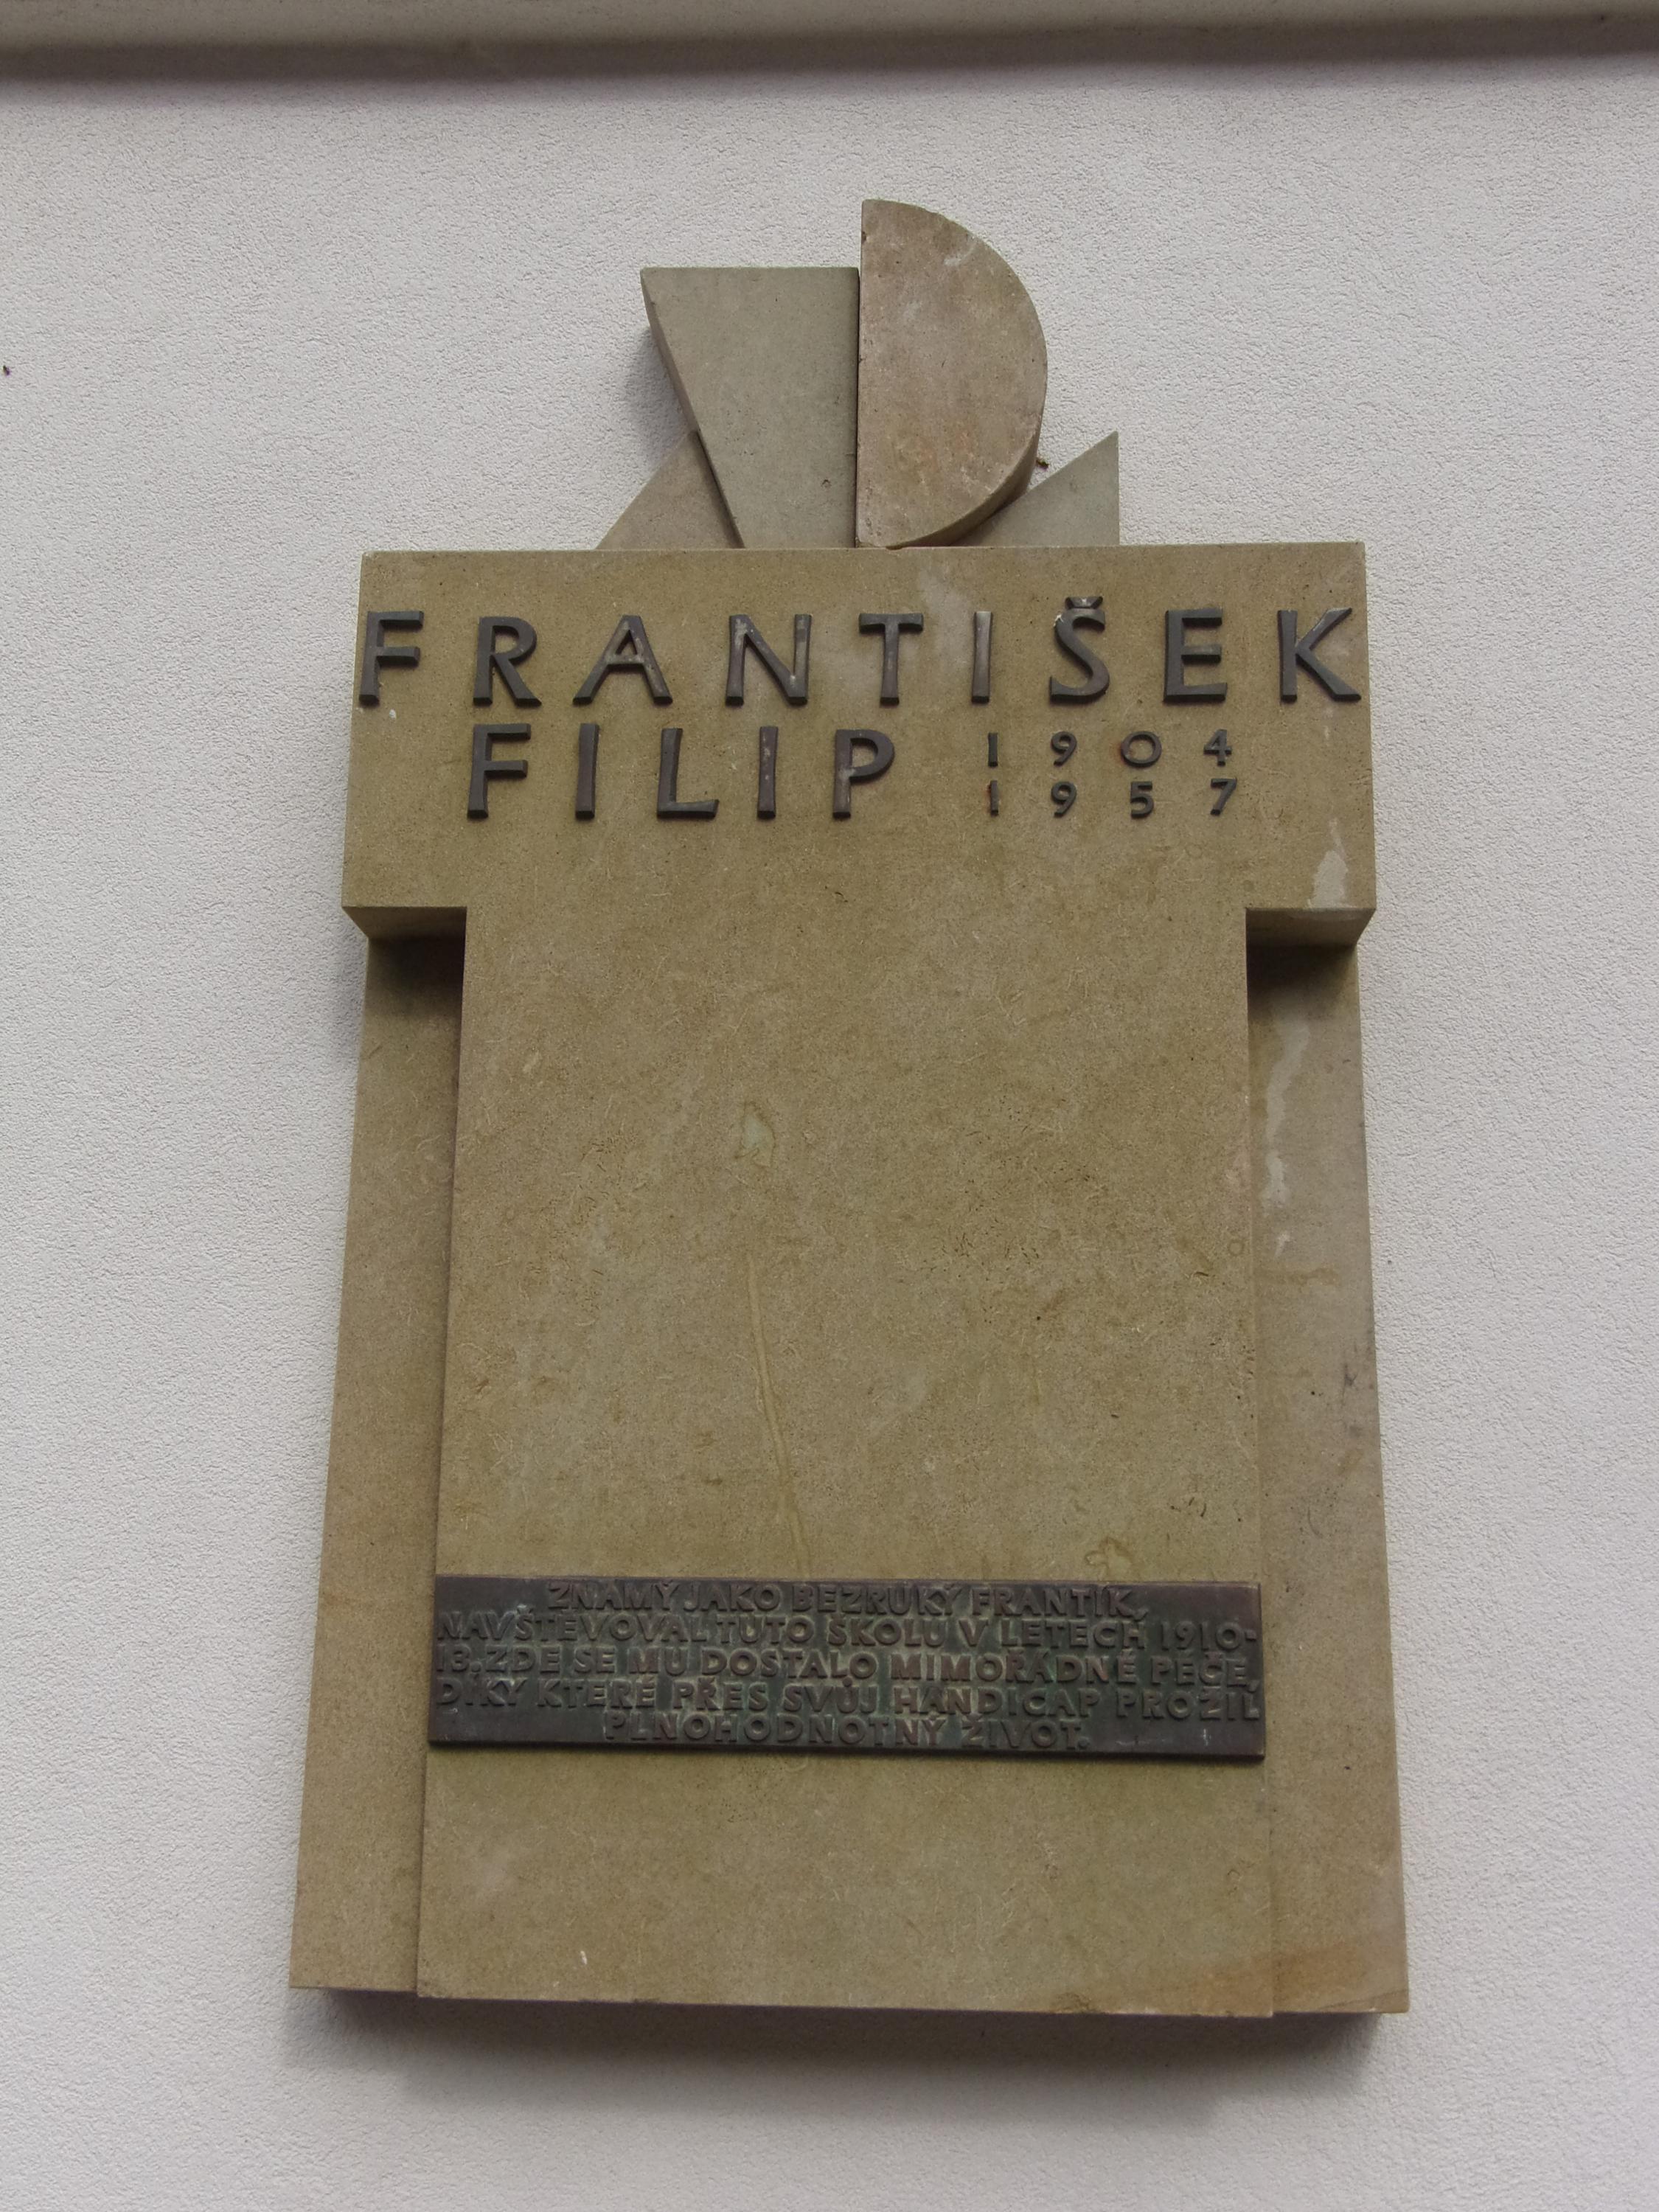 FRANTIŠEK
FILIP 1904
1957
ZNÁMÝ JAKO BEZRUKÝ FRANTÍK,
NAVŠTĚVOVAL TUTO ŠKOLU V LETECH 1910-
13. ZDE SE MU DOSTALO MIMOŘÁDNÉ PÉČE,
DÍKY KTERÉ PŘES SVŮJ HANDICAP PROŽIL
PLNOHODNOTNÝ ŽIVOT.